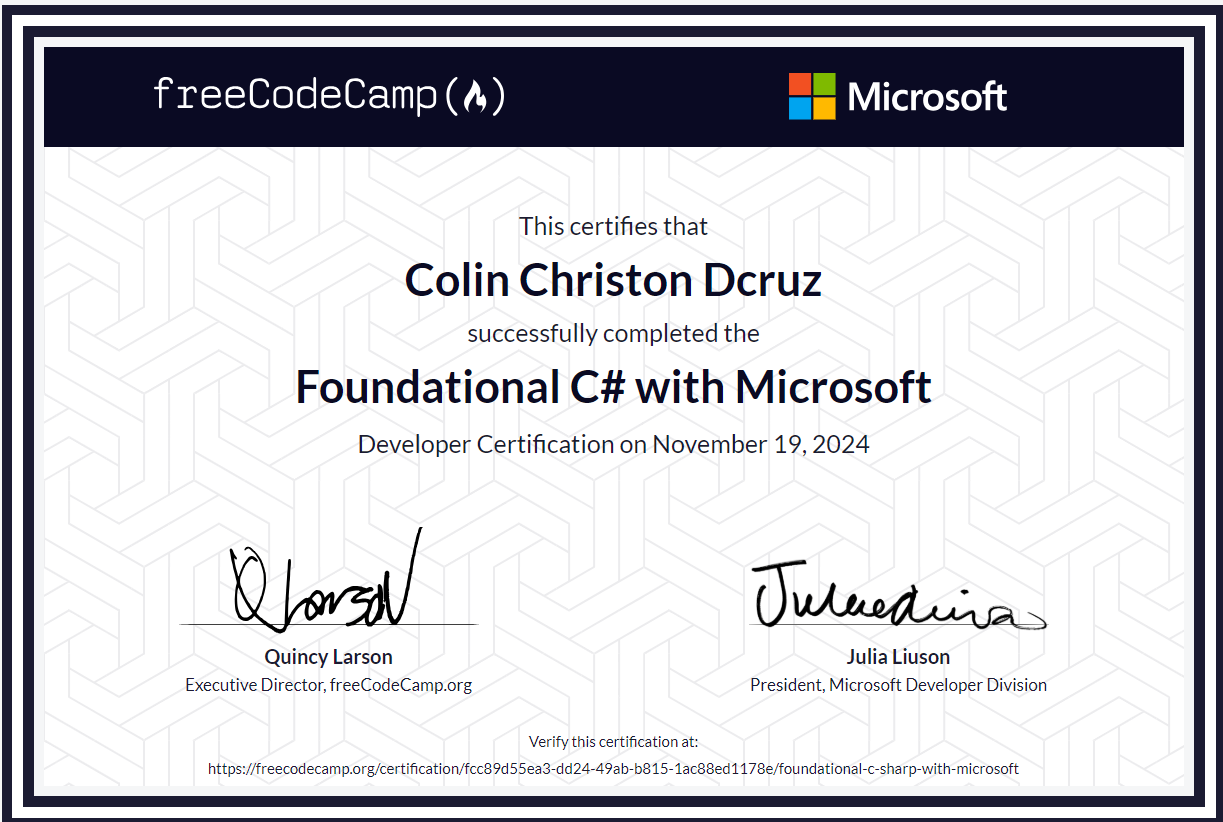 freeCodeCamp
Microsoft
This certifies that
Colin Christon Dcruz
successfully completed the
Foundational C# with Microsoft
Developer Certification on November 19, 2024
Quincy Larson
Executive Director, freeCodeCamp.org
Julia Liuson
President, Microsoft Developer Division
Verify this certification at:
https://freecodecamp.org/certification/fcc89d55ea3-dd24-49ab-b815-1ac88ed1178e/foundational-c-sharp-with-microsoft